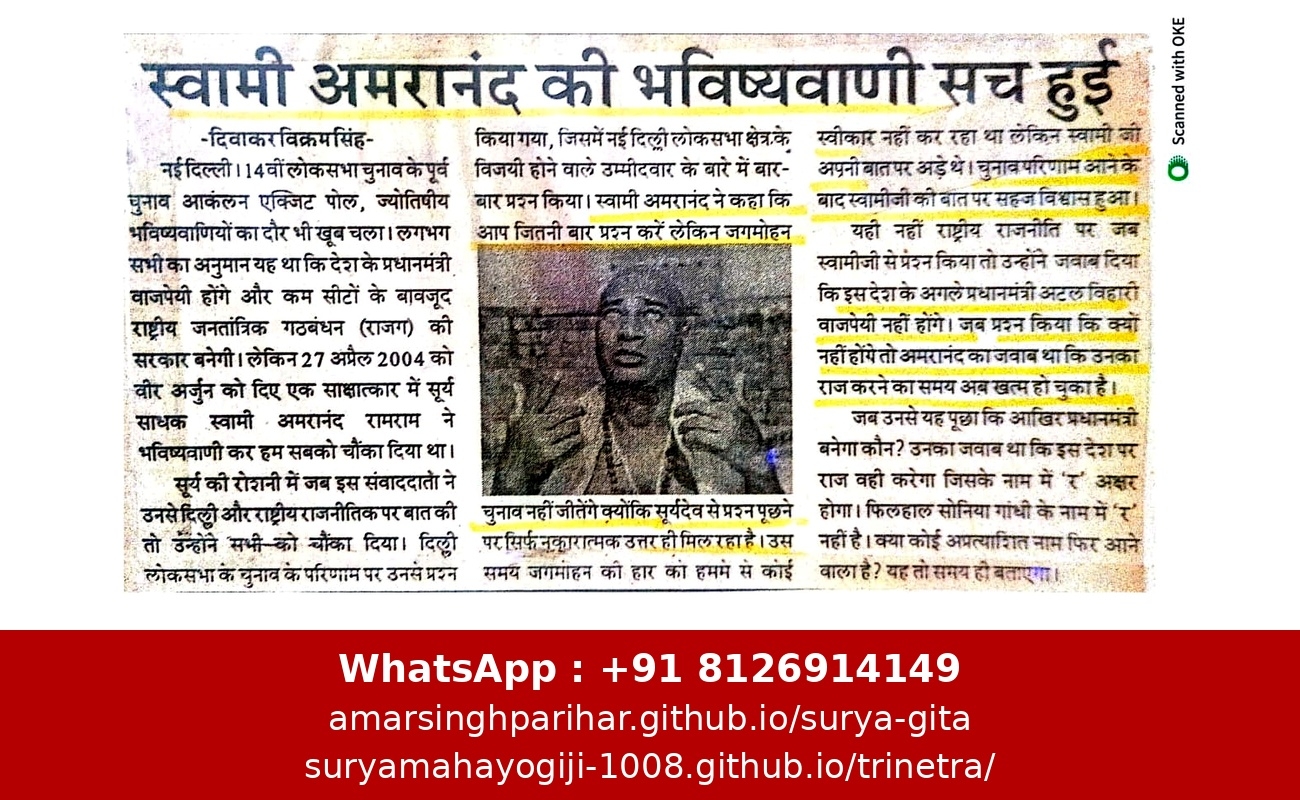 स्वामी अमरानंद की भविष्यवाणी सच हुई
-दिवाकर विक्रम सिंह-
नई दिल्ली। 14वीं लोकसभा चुनाव के पूर्व
चुनाव आकंलन एक्जिट पोल, ज्योतिषीय
भविष्यवाणियों का दौर भी खूब चला। लगभग
सभी का अनुमान यह था कि देश के प्रधानमंत्री
वाजपेयी होंगे और कम सीटों के बावजूद
राष्ट्रीय जनतांत्रिक गठबंधन (राजग) की
सरकार बनेगी। लेकिन 27 अप्रैल 2004 को
वीर अर्जुन को दिए एक साक्षात्कार में सूर्य
साधक स्वामी अमरानंद रामराम ने
भविष्यवाणी कर हम सबको चौंका दिया था।
सूर्य की रोशनी में जब इस संवाददाता ने
उनसे दिल्ली और राष्ट्रीय राजनीतिक पर बात की
तो उन्होंने सभी को चौंका दिया। दिल्ली
लोकसभा के चुनाव के परिणाम पर उनसे प्रश्न
किया गया, जिसमें नई दिल्ली लोकसभा क्षेत्र के
विजयी होने वाले उम्मीदवार के बारे में बार-
बार प्रश्न किया। स्वामी अमरानंद ने कहा कि
आप जितनी बार प्रश्न करें लेकिन जगमोहन
चुनाव नहीं जीतेंगे क्योंकि सूर्यदेव से प्रश्न पूछने
पर सिर्फ नकारात्मक उत्तर ही मिल रहा है। उस
समय जगमोहन की हार को हममें से कोई
स्वीकार नहीं कर रहा था लेकिन स्वामी जी
अपनी बात पर अड़े थे। चुनाव परिणाम आने के
बाद स्वामीजी की बात पर सहज विश्वास हुआ।
यही नहीं राष्ट्रीय राजनीति पर जब
स्वामीजी से प्रश्न किया तो उन्होंने जवाब दिया
कि इस देश के अगले प्रधानमंत्री अटल विहारी
वाजपेयी नहीं होंगे। जब प्रश्न किया कि क्यों
नहीं होंगे तो अमरानंद का जवाब था कि उनका
राज करने का समय अब खत्म हो चुका है।
जब उनसे यह पूछा कि आखिर प्रधानमंत्री
बनेगा कौन? उनका जवाब था कि इस देश पर
राज वही करेगा जिसके नाम में 'र' अक्षर
होगा। फिलहाल सोनिया गांधी के नाम में 'र'
नहीं है। क्या कोई अप्रत्याशित नाम फिर आने
वाला है? यह तो समय ही बताएगा।
Scanned with OKE
WhatsApp : +91 8126914149
amarsinghparihar.github.io/surya-gita
suryamahayogiji-1008.github.io/trinetra/